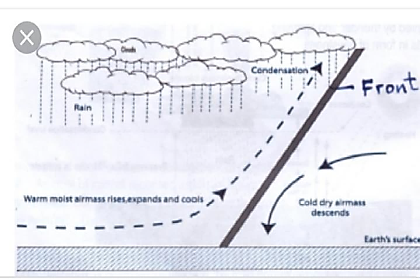 Clouds
Condensation
Front
Rain
Warm moist airmass rises,expands and cools
Cold dry airmass
descends
Earth's surface